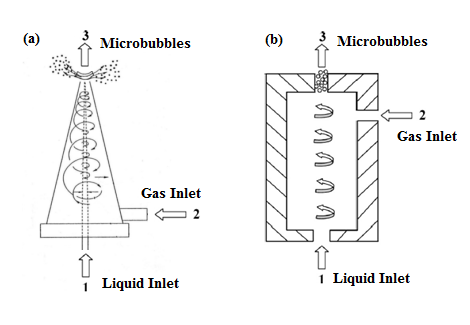 (a)
3
Microbubbles
Gas Inlet
2
1
Liquid Inlet
(b)
3
Microbubbles
2
Gas Inlet
1
Liquid Inlet